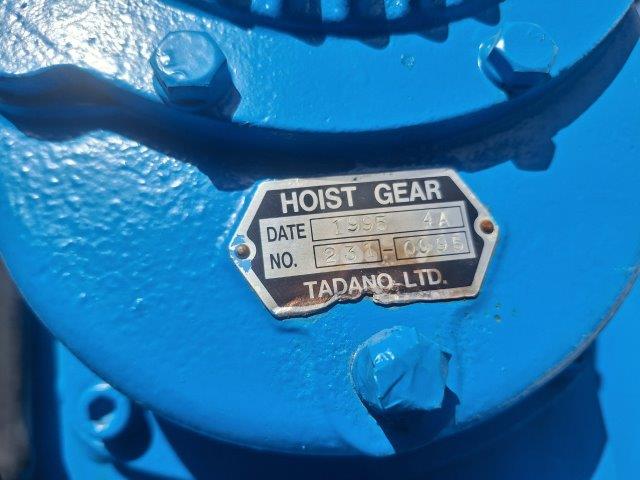 HOIST GEAR
DATE 1995 4A
NO. 231-0995
TADANO LTD.